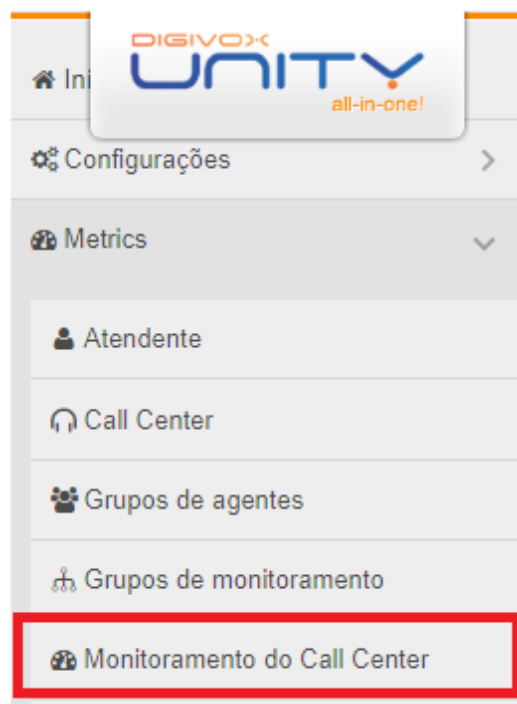 DIGIVOX
UNITY
all-in-one!
Iní
Configurações
Metrics
Atendente
Call Center
Grupos de agentes
Grupos de monitoramento
Monitoramento do Call Center